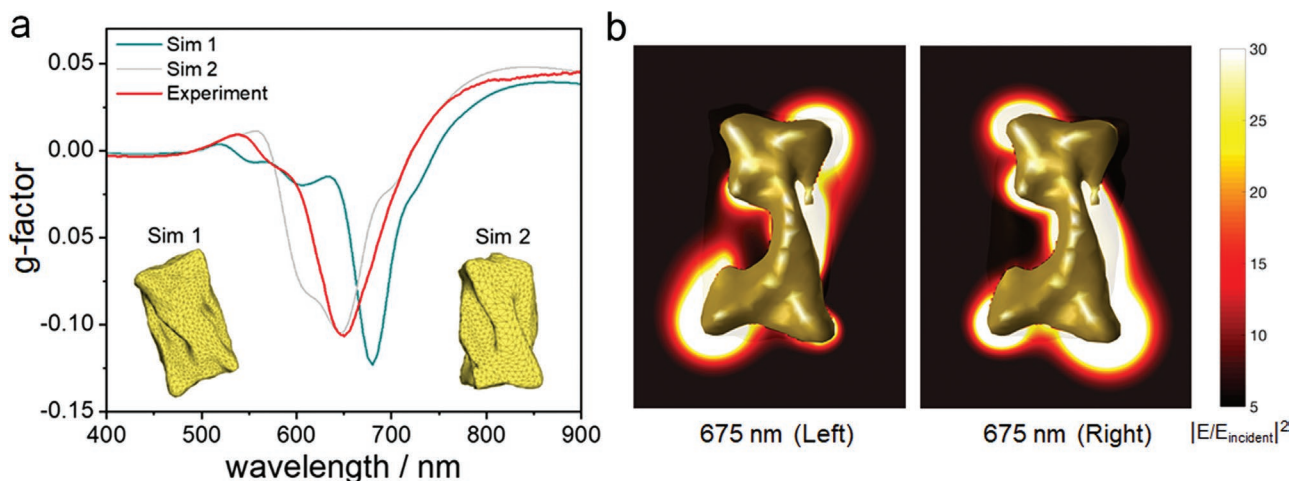 a
Sim 1
Sim 2
Experiment
0.05
0.00
0.05
-0.10
-0.15
g-factor
Sim 1
Sim 2
400 500 600 700 800 900
wavelength / nm
b
30
25
20
15
10
5
675 nm (Left)
675 nm (Right)
|E/Eincident|²